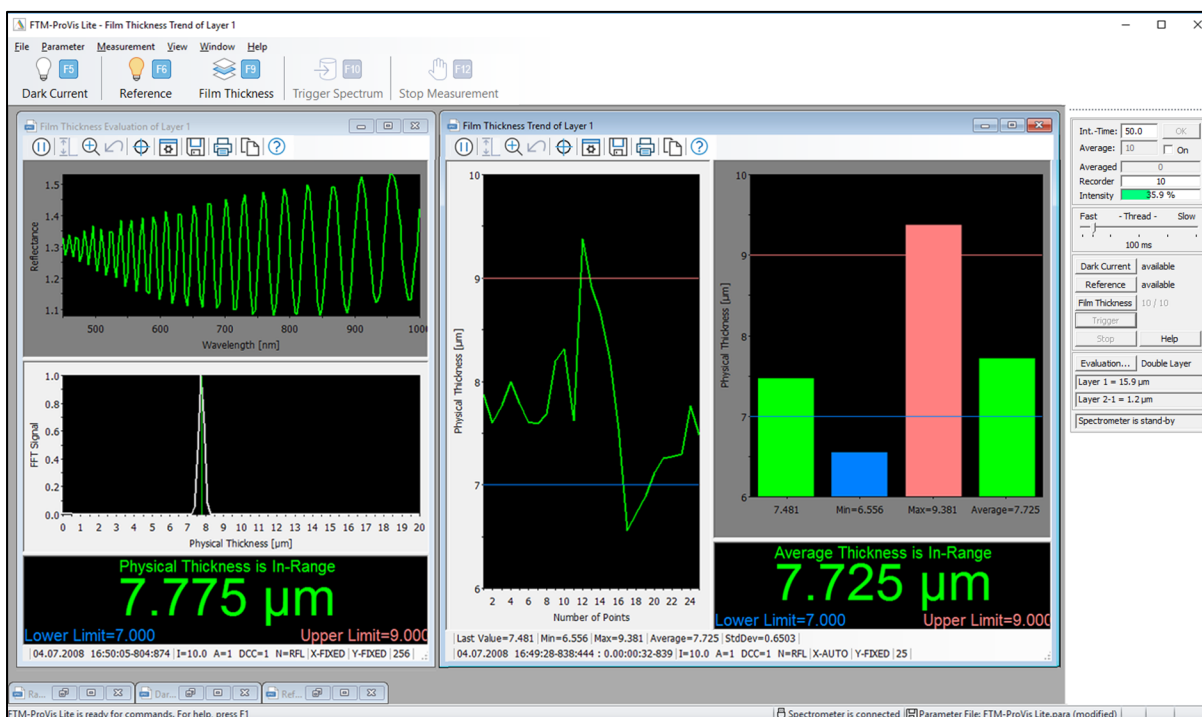 FTM-ProVis Lite - Film Thickness Trend of Layer 1
File Parameter Measurement View Window Help
F5 F6 F9 F10 F12
Dark Current Reference Film Thickness Trigger Spectrum Stop Measurement
Film Thickness Evaluation of Layer 1
1.5
1.4
1.3
1.2
1.1
Reflectance
500 600 700 800 900 1000
Wavelength [nm]
1.0
0.8
0.6
0.4
0.2
0.0
FFT Signal
0 1 2 3 4 5 6 7 8 9 10 11 12 13 14 15 16 17 18 19 20
Physical Thickness [µm]
Physical Thickness is In-Range
7.775 µm
Lower Limit=7.000 Upper Limit=9.000
04.07.2008 16:50:05-804:874 I=10.0 A=1 DCC=1 N=RFL X-FIXED Y-FIXED 256
Film Thickness Trend of Layer 1
10
9
8
7
6
Physical Thickness [µm]
2 4 6 8 10 12 14 16 18 20 22 24
Number of Points
10
9
8
7
6
Physical Thickness [µm]
7.481 Min=6.556 Max=9.381 Average=7.725
Average Thickness is In-Range
7.725 µm
Lower Limit=7.000 Upper Limit=9.000
Last Value=7.481 Min=6.556 Max=9.381 Average=7.725 StdDev=0.6503
04.07.2008 16:49:28-838:444 : 0.00:00:32-839 I=10.0 A=1 DCC=1 N=RFL X-AUTO Y-FIXED 25
Int.-Time: 50.0 OK
Average: 10 On
Averaged 0
Recorder 10
Intensity 35.9 %
Fast - Thread - Slow
100 ms
Dark Current available
Reference available
Film Thickness 10 / 10
Trigger
Stop Help
Evaluation... Double Layer
Layer 1 = 15.9 µm
Layer 2-1 = 1.2 µm
Spectrometer is stand-by
Ra... Dar... Ref...
FTM-ProVis Lite is ready for commands. For help, press F1
Spectrometer is connected Parameter File: FTM-ProVis Lite.para (modified)